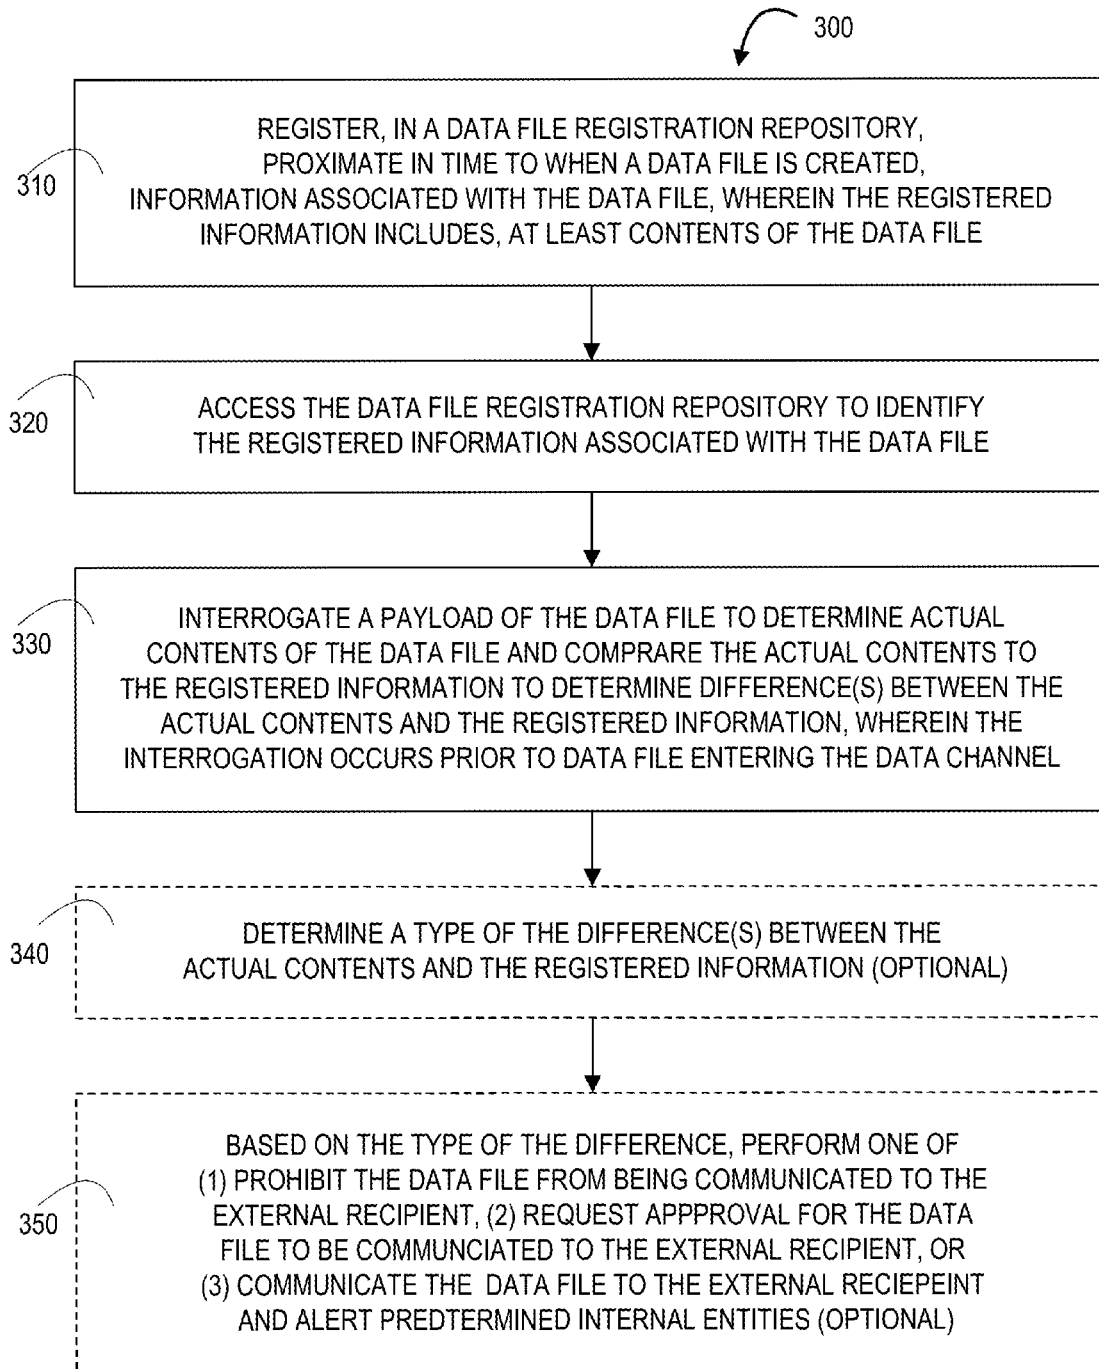 300
REGISTER, IN A DATA FILE REGISTRATION REPOSITORY,
PROXIMATE IN TIME TO WHEN A DATA FILE IS CREATED,
INFORMATION ASSOCIATED WITH THE DATA FILE, WHEREIN THE REGISTERED
INFORMATION INCLUDES, AT LEAST CONTENTS OF THE DATA FILE
310
ACCESS THE DATA FILE REGISTRATION REPOSITORY TO IDENTIFY
THE REGISTERED INFORMATION ASSOCIATED WITH THE DATA FILE
320
INTERROGATE A PAYLOAD OF THE DATA FILE TO DETERMINE ACTUAL
CONTENTS OF THE DATA FILE AND COMPRARE THE ACTUAL CONTENTS TO
THE REGISTERED INFORMATION TO DETERMINE DIFFERENCE(S) BETWEEN THE
ACTUAL CONTENTS AND THE REGISTERED INFORMATION, WHEREIN THE
INTERROGATION OCCURS PRIOR TO DATA FILE ENTERING THE DATA CHANNEL
330
DETERMINE A TYPE OF THE DIFFERENCE(S) BETWEEN THE
ACTUAL CONTENTS AND THE REGISTERED INFORMATION (OPTIONAL)
340
BASED ON THE TYPE OF THE DIFFERENCE, PERFORM ONE OF
(1) PROHIBIT THE DATA FILE FROM BEING COMMUNICATED TO THE
EXTERNAL RECIPIENT, (2) REQUEST APPPROVAL FOR THE DATA
FILE TO BE COMMUNCIATED TO THE EXTERNAL RECIPIENT, OR
(3) COMMUNICATE THE DATA FILE TO THE EXTERNAL RECIEPEINT
AND ALERT PREDTERMINED INTERNAL ENTITIES (OPTIONAL)
350